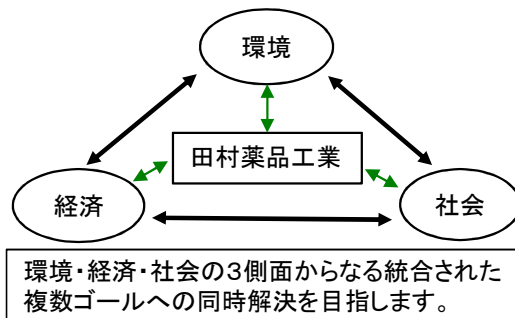 環境
田村薬品工業
経済
社会
環境・経済・社会の3側面からなる統合された
複数ゴールへの同時解決を目指します。